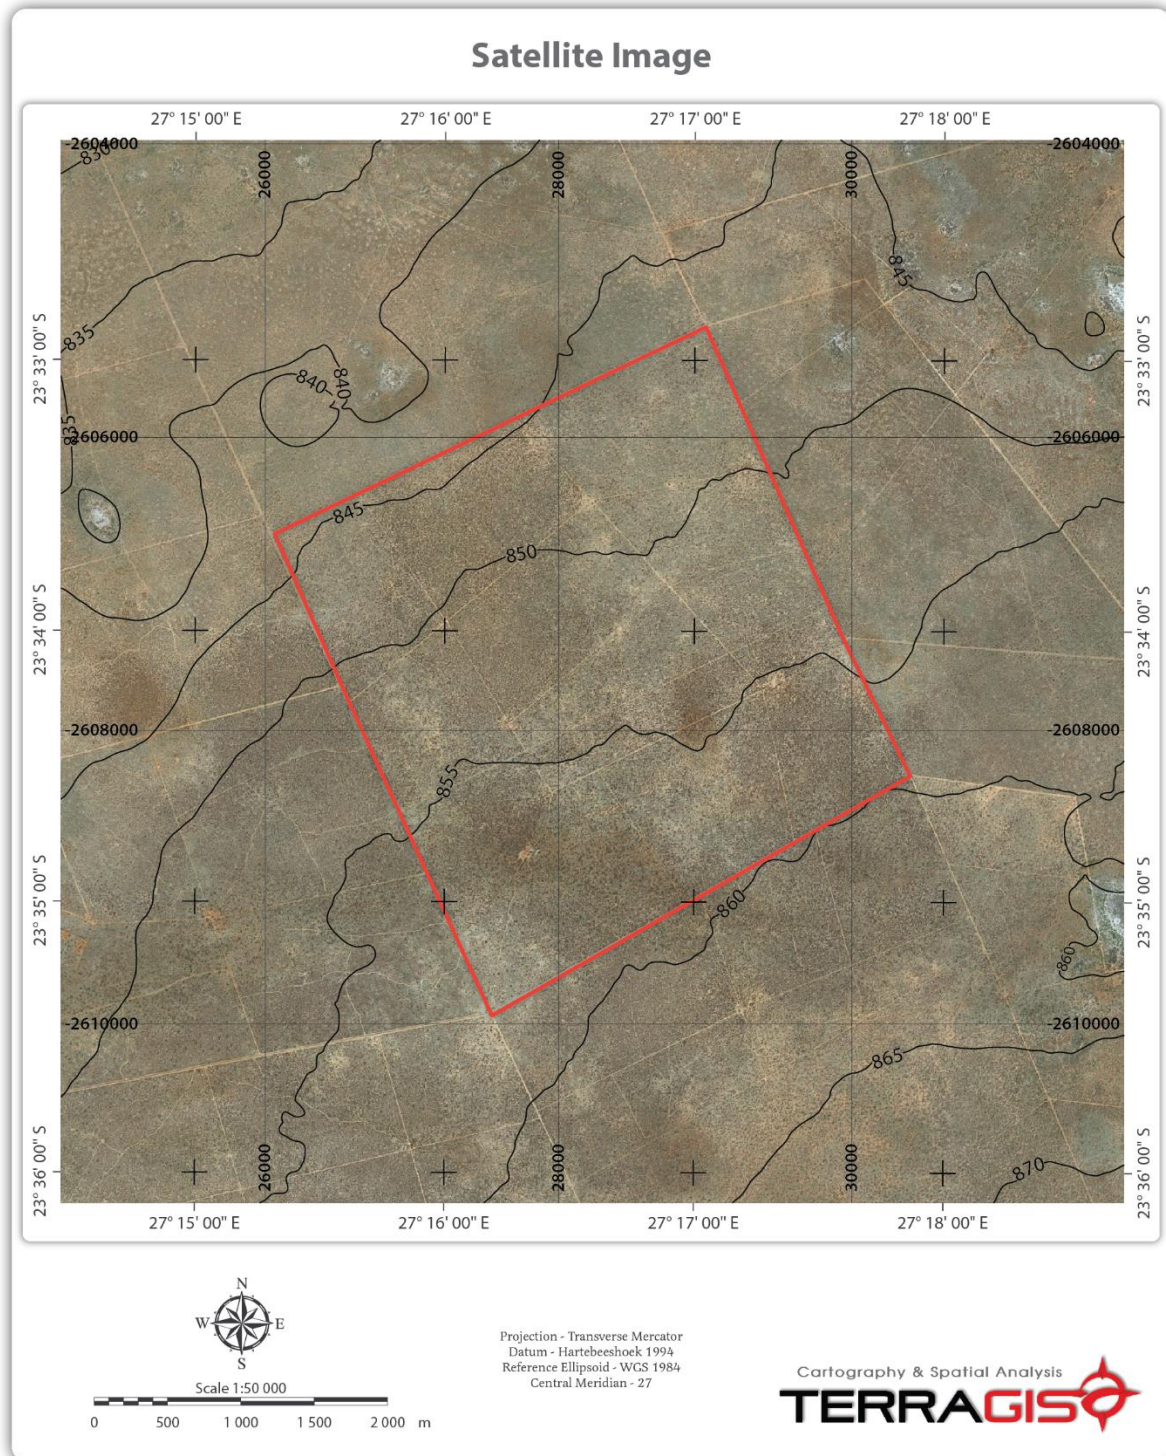 Satellite Image
27° 15' 00" E
27° 16' 00" E
27° 17' 00" E
27° 18' 00" E
-2604000
-2604000
830
26000
28000
30000
845
835
23° 33' 00" S
23° 33' 00" S
840
840
835
-2606000
-2606000
845
850
23° 34' 00" S
23° 34' 00" S
-2608000
-2608000
855
860
23° 35' 00" S
23° 35' 00" S
860
-2610000
-2610000
865
23° 36' 00" S
23° 36' 00" S
26000
28000
30000
870
27° 15' 00" E
27° 16' 00" E
27° 17' 00" E
27° 18' 00" E
N
W
E
S
Scale 1:50 000
0 500 1 000 1 500 2 000 m
Projection - Transverse Mercator
Datum - Hartebeeshoek 1994
Reference Ellipsoid - WGS 1984
Central Meridian - 27
Cartography & Spatial Analysis
TERRAGIS